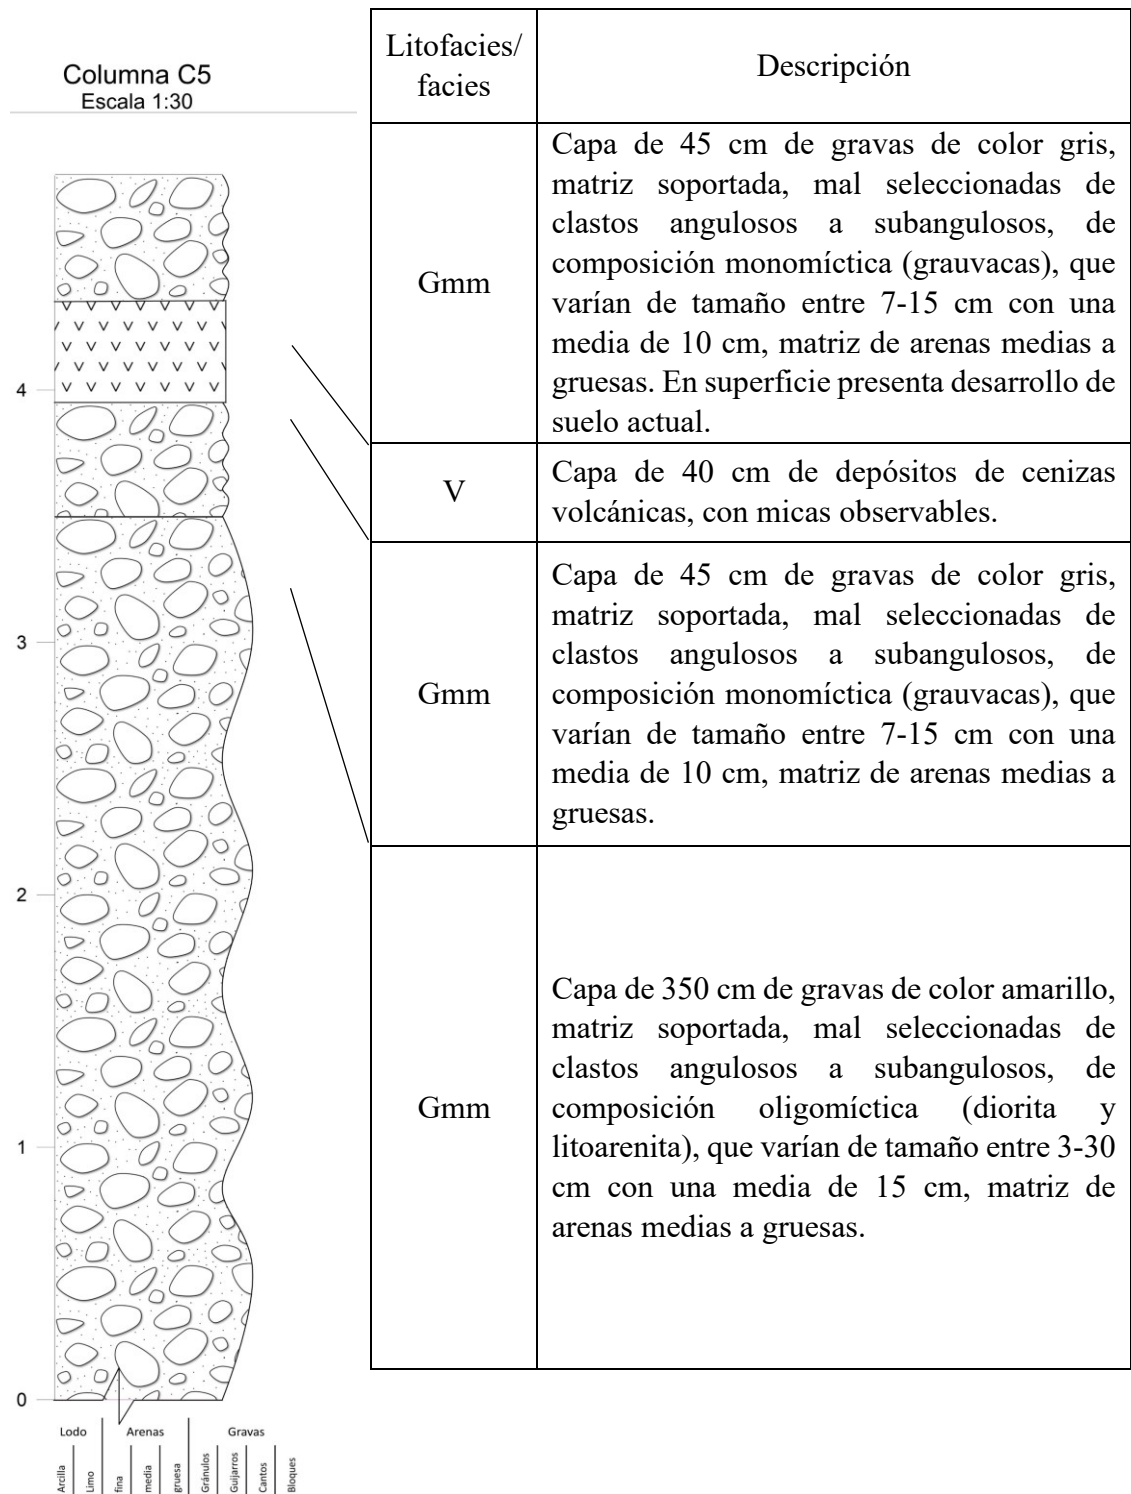 Columna C5
Escala 1:30
4
3
2
1
0
Lodo
Arenas
Gravas
Arcilla
Limo
fina
media
gruesa
Gránulos
Guijarros
Cantos
Bloques
Litofacies/
facies
Descripción
Gmm
Capa de 45 cm de gravas de color gris,
matriz soportada, mal seleccionadas de
clastos angulosos a subangulosos, de
composición monomíctica (grauvacas), que
varían de tamaño entre 7-15 cm con una
media de 10 cm, matriz de arenas medias a
gruesas. En superficie presenta desarrollo de
suelo actual.
V
Capa de 40 cm de depósitos de cenizas
volcánicas, con micas observables.
Gmm
Capa de 45 cm de gravas de color gris,
matriz soportada, mal seleccionadas de
clastos angulosos a subangulosos, de
composición monomíctica (grauvacas), que
varían de tamaño entre 7-15 cm con una
media de 10 cm, matriz de arenas medias a
gruesas.
Gmm
Capa de 350 cm de gravas de color amarillo,
matriz soportada, mal seleccionadas de
clastos angulosos a subangulosos, de
composición oligomíctica (diorita y
litoarenita), que varían de tamaño entre 3-30
cm con una media de 15 cm, matriz de
arenas medias a gruesas.